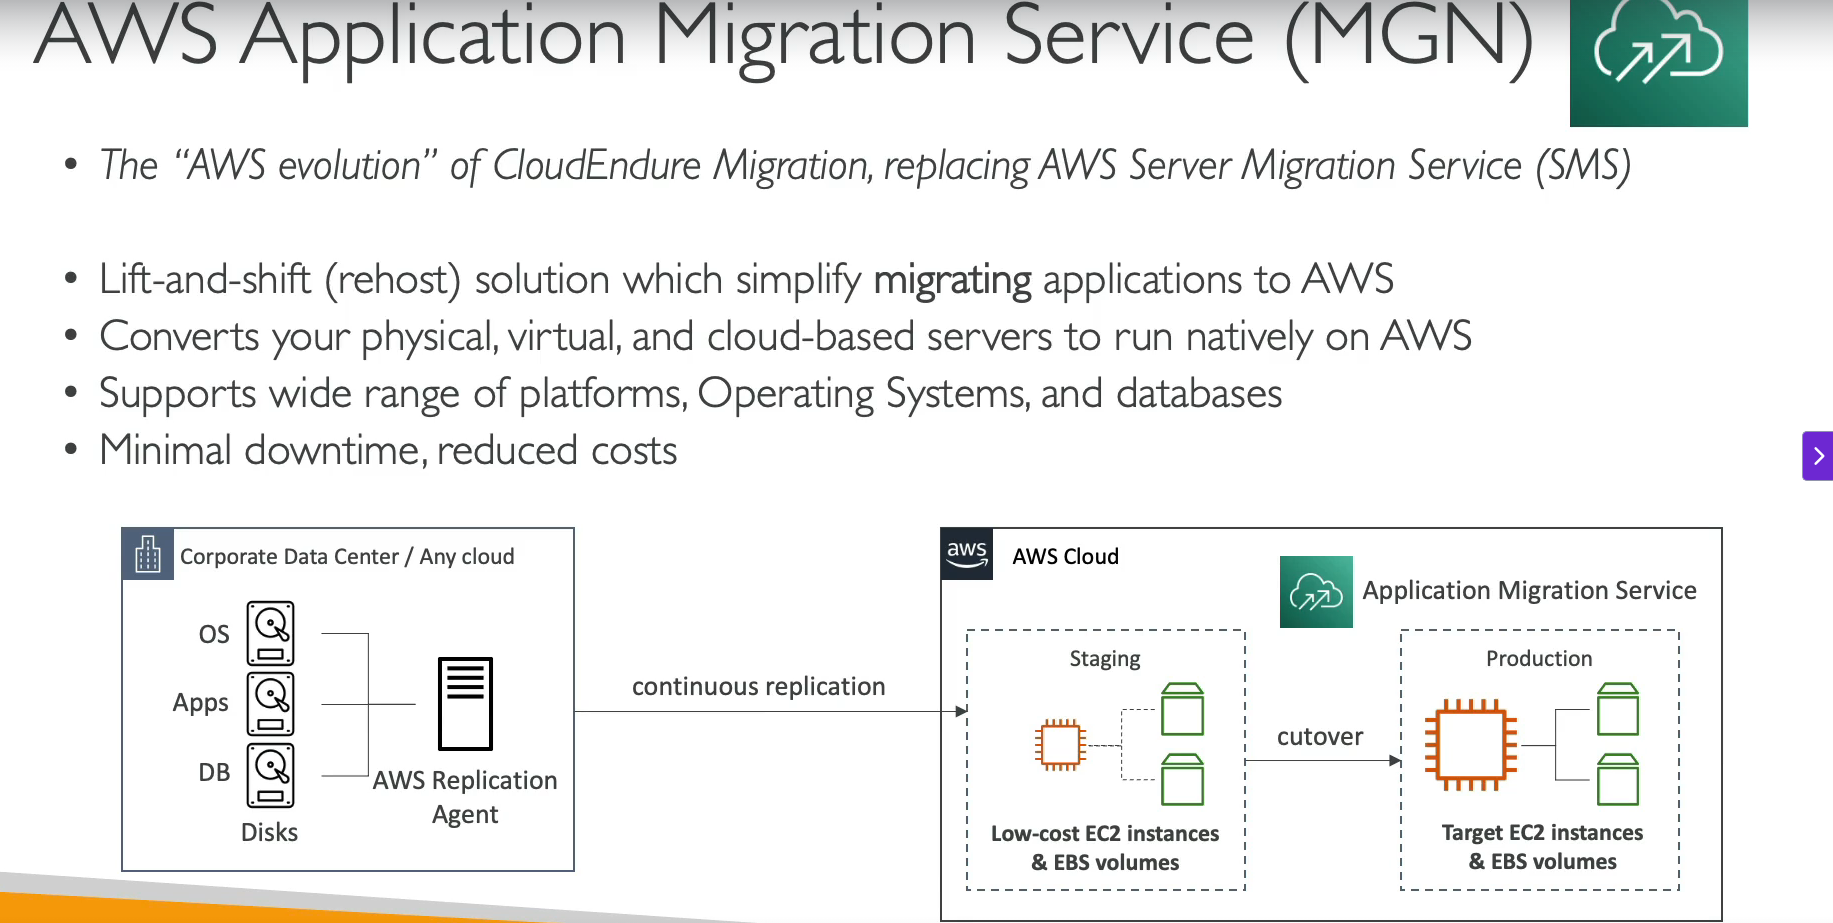 AWS Application Migration Service (MGN)
• The “AWS evolution” of CloudEndure Migration, replacing AWS Server Migration Service (SMS)
• Lift-and-shift (rehost) solution which simplify migrating applications to AWS
• Converts your physical, virtual, and cloud-based servers to run natively on AWS
• Supports wide range of platforms, Operating Systems, and databases
• Minimal downtime, reduced costs
Corporate Data Center / Any cloud
OS
Apps
DB
Disks
AWS Replication
Agent
continuous replication
aws
AWS Cloud
Application Migration Service
Staging
Low-cost EC2 instances
& EBS volumes
cutover
Production
Target EC2 instances
& EBS volumes